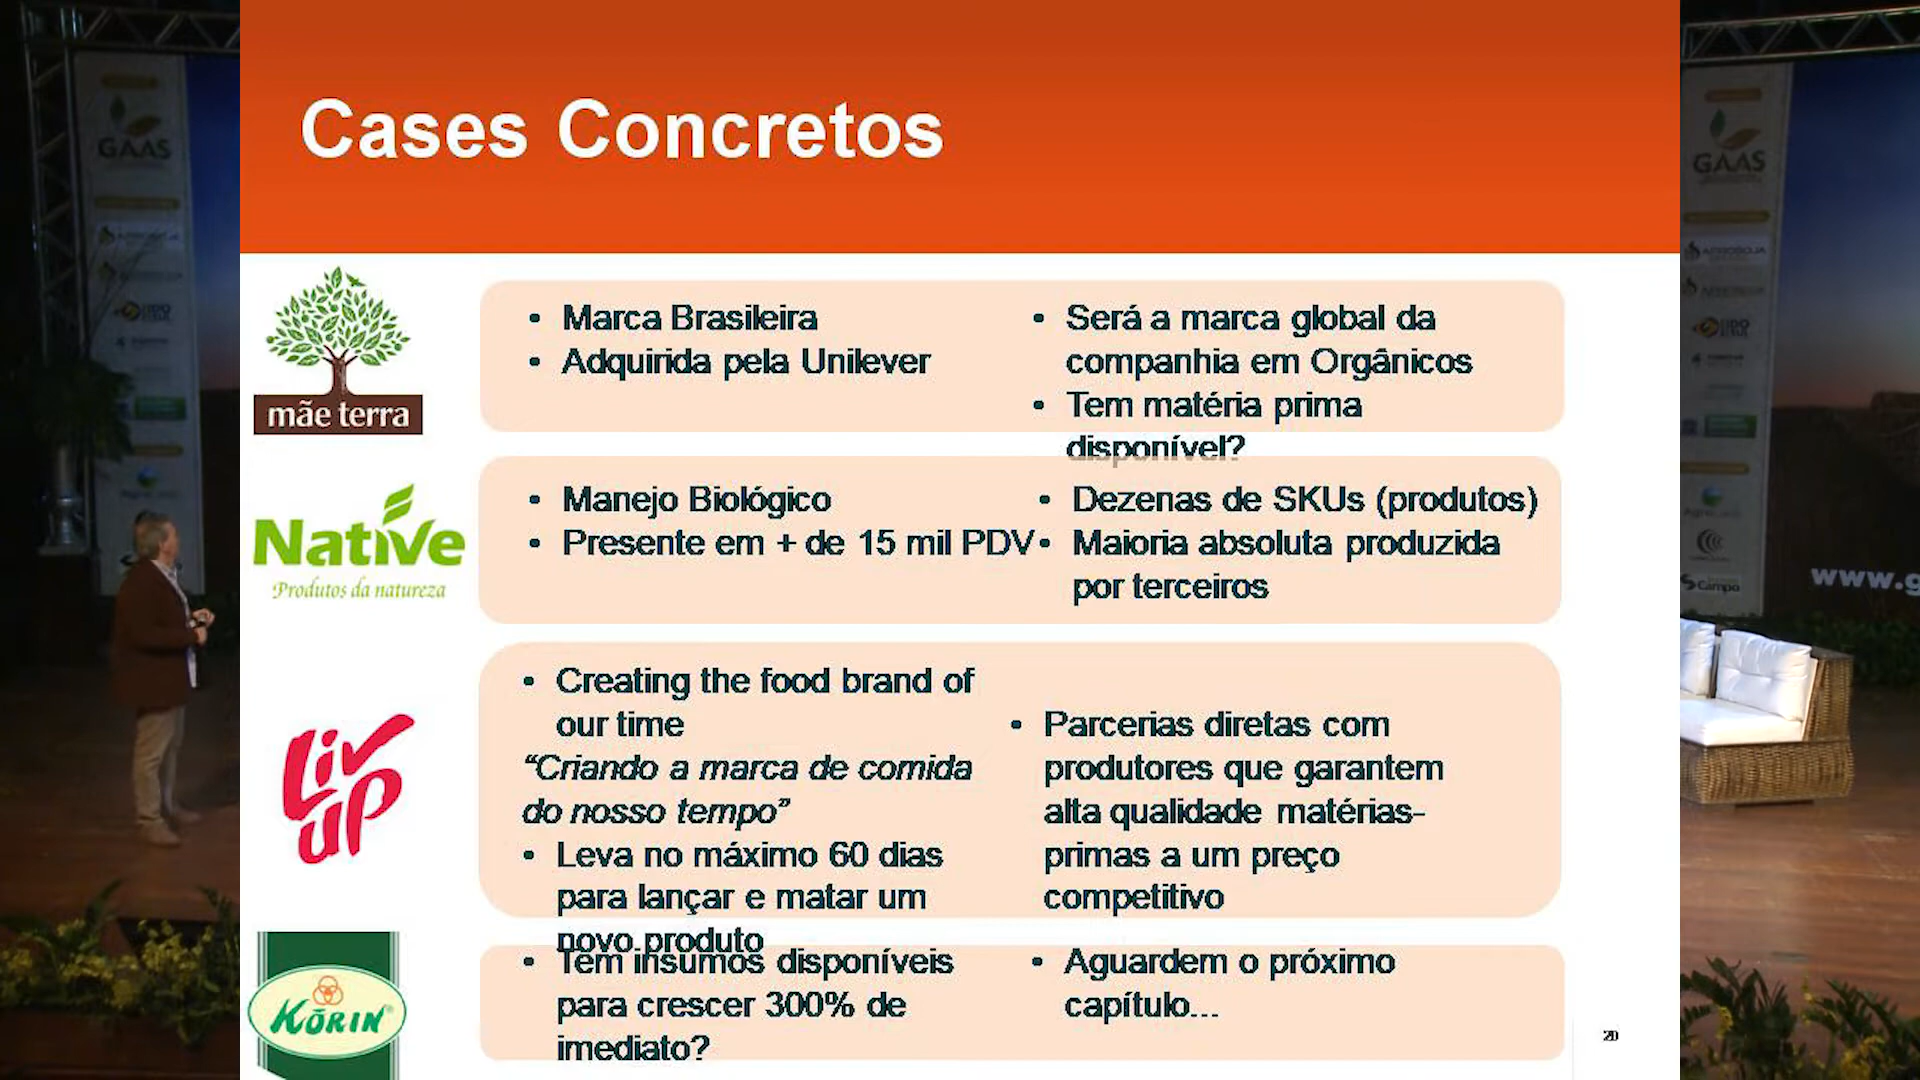 Cases Concretos
mãe terra
• Marca Brasileira
• Adquirida pela Unilever
• Será a marca global da
companhia em Orgânicos
• Tem matéria prima
disponível?
Native
Produtos da natureza
• Manejo Biológico
• Presente em + de 15 mil PDV
• Dezenas de SKUs (produtos)
• Maioria absoluta produzida
por terceiros
Liv
up
• Creating the food brand of
our time
“Criando a marca de comida
do nosso tempo”
• Leva no máximo 60 dias
para lançar e matar um
novo produto
• Parcerias diretas com
produtores que garantem
alta qualidade matérias-
primas a um preço
competitivo
KŌRIN®
• Tem insumos disponíveis
para crescer 300% de
imediato?
• Aguardem o próximo
capítulo...
20
GAAS
GAAS
APROSOJA
Campo
www.g